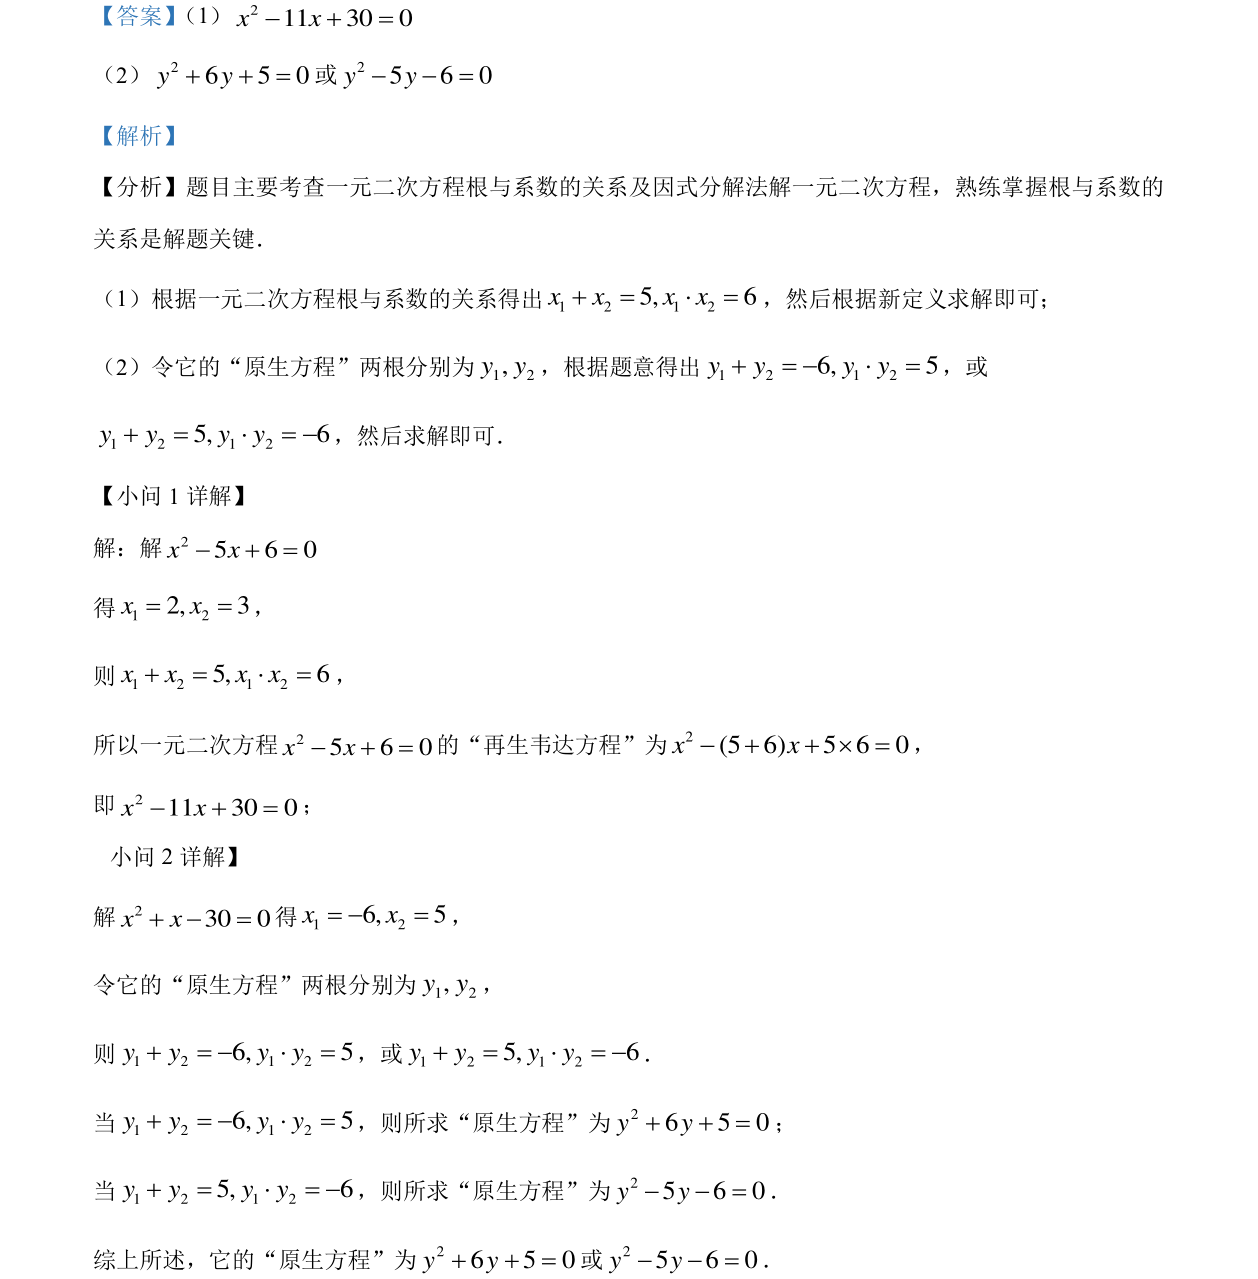 【答案】（1） x² − 11x + 30 = 0
（2） y² + 6y + 5 = 0 或 y² − 5y − 6 = 0
【解析】
【分析】题目主要考查一元二次方程根与系数的关系及因式分解法解一元二次方程，熟练掌握根与系数的
关系是解题关键．
（1）根据一元二次方程根与系数的关系得出 x₁ + x₂ = 5, x₁ · x₂ = 6，然后根据新定义求解即可；
（2）令它的“原生方程”两根分别为 y₁, y₂，根据题意得出 y₁ + y₂ = −6, y₁ · y₂ = 5，或
y₁ + y₂ = 5, y₁ · y₂ = −6，然后求解即可．
【小问 1 详解】
解：解 x² − 5x + 6 = 0
得 x₁ = 2, x₂ = 3，
则 x₁ + x₂ = 5, x₁ · x₂ = 6，
所以一元二次方程 x² − 5x + 6 = 0 的“再生韦达方程”为 x² − (5 + 6)x + 5×6 = 0，
即 x² − 11x + 30 = 0；
小问 2 详解】
解 x² + x − 30 = 0 得 x₁ = −6, x₂ = 5，
令它的“原生方程”两根分别为 y₁, y₂，
则 y₁ + y₂ = −6, y₁ · y₂ = 5，或 y₁ + y₂ = 5, y₁ · y₂ = −6．
当 y₁ + y₂ = −6, y₁ · y₂ = 5，则所求“原生方程”为 y² + 6y + 5 = 0；
当 y₁ + y₂ = 5, y₁ · y₂ = −6，则所求“原生方程”为 y² − 5y − 6 = 0．
综上所述，它的“原生方程”为 y² + 6y + 5 = 0 或 y² − 5y − 6 = 0．